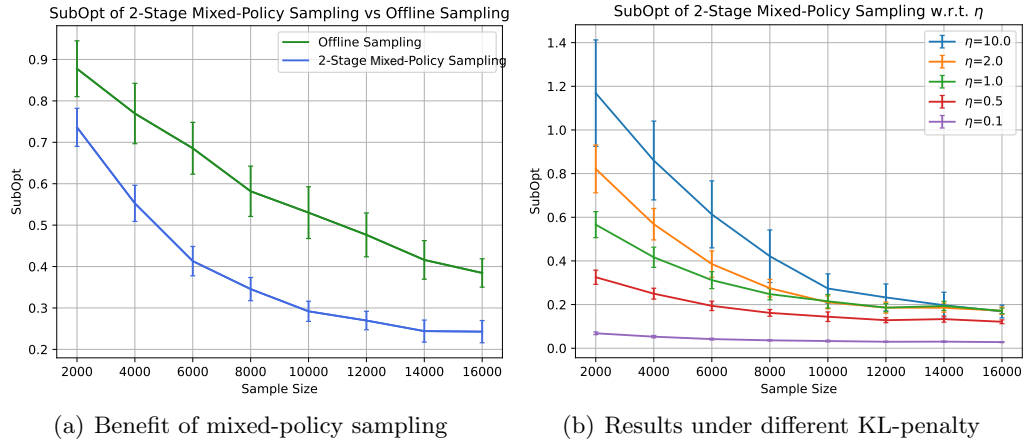 SubOpt of 2-Stage Mixed-Policy Sampling vs Offline Sampling
Offline Sampling
2-Stage Mixed-Policy Sampling
SubOpt
0.9
0.8
0.7
0.6
0.5
0.4
0.3
0.2
2000 4000 6000 8000 10000 12000 14000 16000
Sample Size
(a) Benefit of mixed-policy sampling
SubOpt of 2-Stage Mixed-Policy Sampling w.r.t. η
η=10.0
η=2.0
η=1.0
η=0.5
η=0.1
SubOpt
1.4
1.2
1.0
0.8
0.6
0.4
0.2
0.0
2000 4000 6000 8000 10000 12000 14000 16000
Sample Size
(b) Results under different KL-penalty